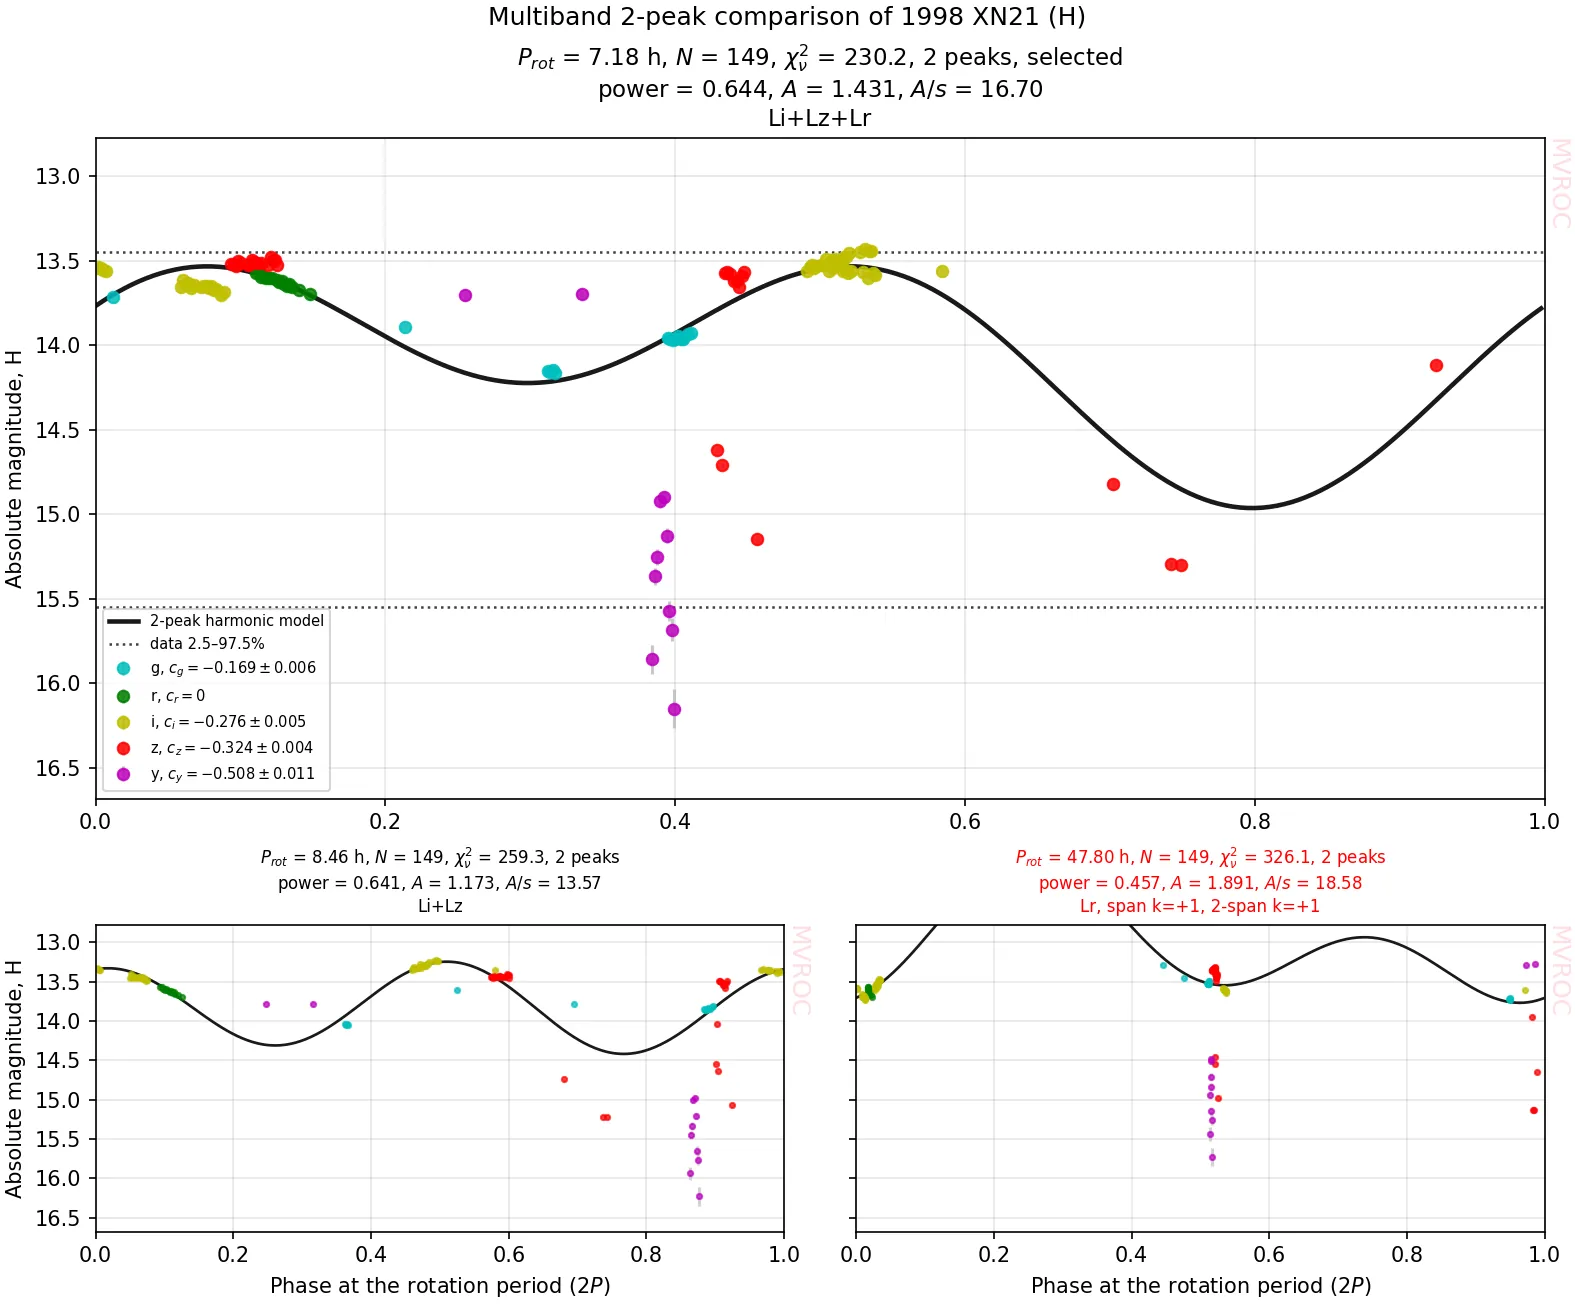 Multiband 2-peak comparison of 1998 XN21 (H)
P_rot = 7.18 h, N = 149, χ²_ν = 230.2, 2 peaks, selected
power = 0.644, A = 1.431, A/s = 16.70
Li+Lz+Lr
MVROC
13.0
13.5
14.0
14.5
15.0
15.5
16.0
16.5
Absolute magnitude, H
2-peak harmonic model
data 2.5–97.5%
g, c_g = −0.169 ± 0.006
r, c_r = 0
i, c_i = −0.276 ± 0.005
z, c_z = −0.324 ± 0.004
y, c_y = −0.508 ± 0.011
0.0 0.2 0.4 0.6 0.8 1.0
P_rot = 8.46 h, N = 149, χ²_ν = 259.3, 2 peaks
power = 0.641, A = 1.173, A/s = 13.57
Li+Lz
MVROC
13.0
13.5
14.0
14.5
15.0
15.5
16.0
16.5
Absolute magnitude, H
0.0 0.2 0.4 0.6 0.8 1.0
Phase at the rotation period (2P)
P_rot = 47.80 h, N = 149, χ²_ν = 326.1, 2 peaks
power = 0.457, A = 1.891, A/s = 18.58
Lr, span k=+1, 2-span k=+1
MVROC
0.0 0.2 0.4 0.6 0.8 1.0
Phase at the rotation period (2P)